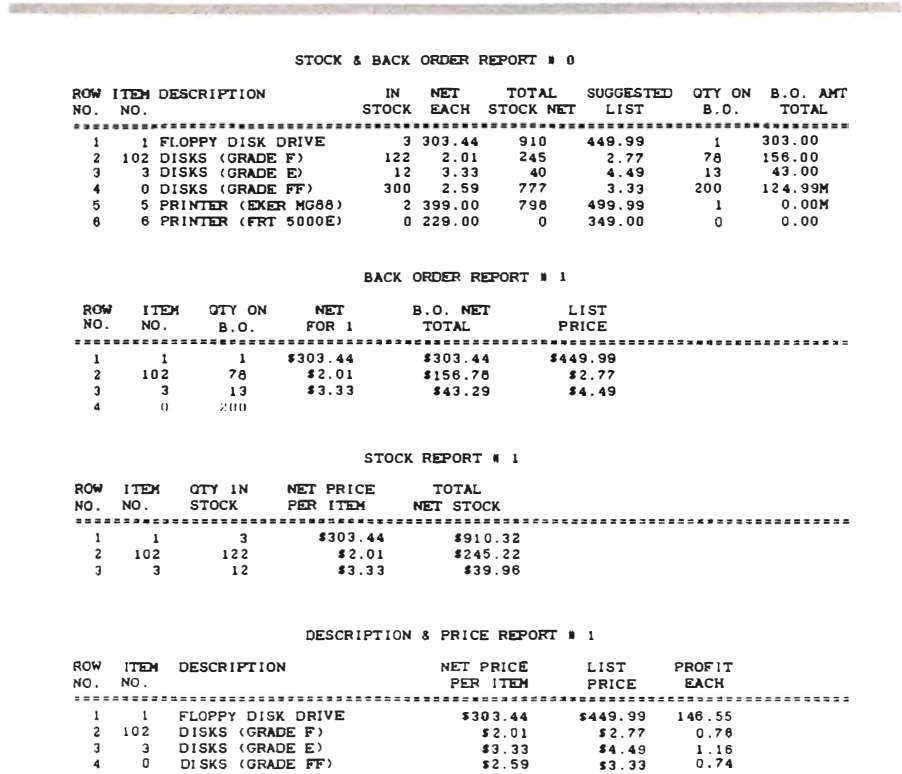 STOCK & BACK ORDER REPORT # 0
ROW ITEM DESCRIPTION IN NET TOTAL SUGGESTED QTY ON B.O. AMT
NO. NO. STOCK EACH STOCK NET LIST B.O. TOTAL
1 1 FLOPPY DISK DRIVE 3 303.44 910 449.99 1 303.00
2 102 DISKS (GRADE F) 122 2.01 245 2.77 78 156.00
3 3 DISKS (GRADE E) 12 3.33 40 4.49 13 43.00
4 0 DISKS (GRADE FF) 300 2.59 777 3.33 200 124.99M
5 5 PRINTER (EKER MG88) 2 399.00 798 499.99 1 0.00M
6 6 PRINTER (FRT 5000E) 0 229.00 0 349.00 0 0.00
BACK ORDER REPORT # 1
ROW ITEM QTY ON NET B.O. NET LIST
NO. NO. B.O. FOR 1 TOTAL PRICE
1 1 1 $303.44 $303.44 $449.99
2 102 78 $2.01 $156.78 $2.77
3 3 13 $3.33 $43.29 $4.49
4 0 200
STOCK REPORT # 1
ROW ITEM QTY IN NET PRICE TOTAL
NO. NO. STOCK PER ITEM NET STOCK
1 1 3 $303.44 $910.32
2 102 122 $2.01 $245.22
3 3 12 $3.33 $39.96
DESCRIPTION & PRICE REPORT # 1
ROW ITEM DESCRIPTION NET PRICE LIST PROFIT
NO. NO. PER ITEM PRICE EACH
1 1 FLOPPY DISK DRIVE $303.44 $449.99 146.55
2 102 DISKS (GRADE F) $2.01 $2.77 0.76
3 3 DISKS (GRADE E) $3.33 $4.49 1.16
4 0 DISKS (GRADE FF) $2.59 $3.33 0.74